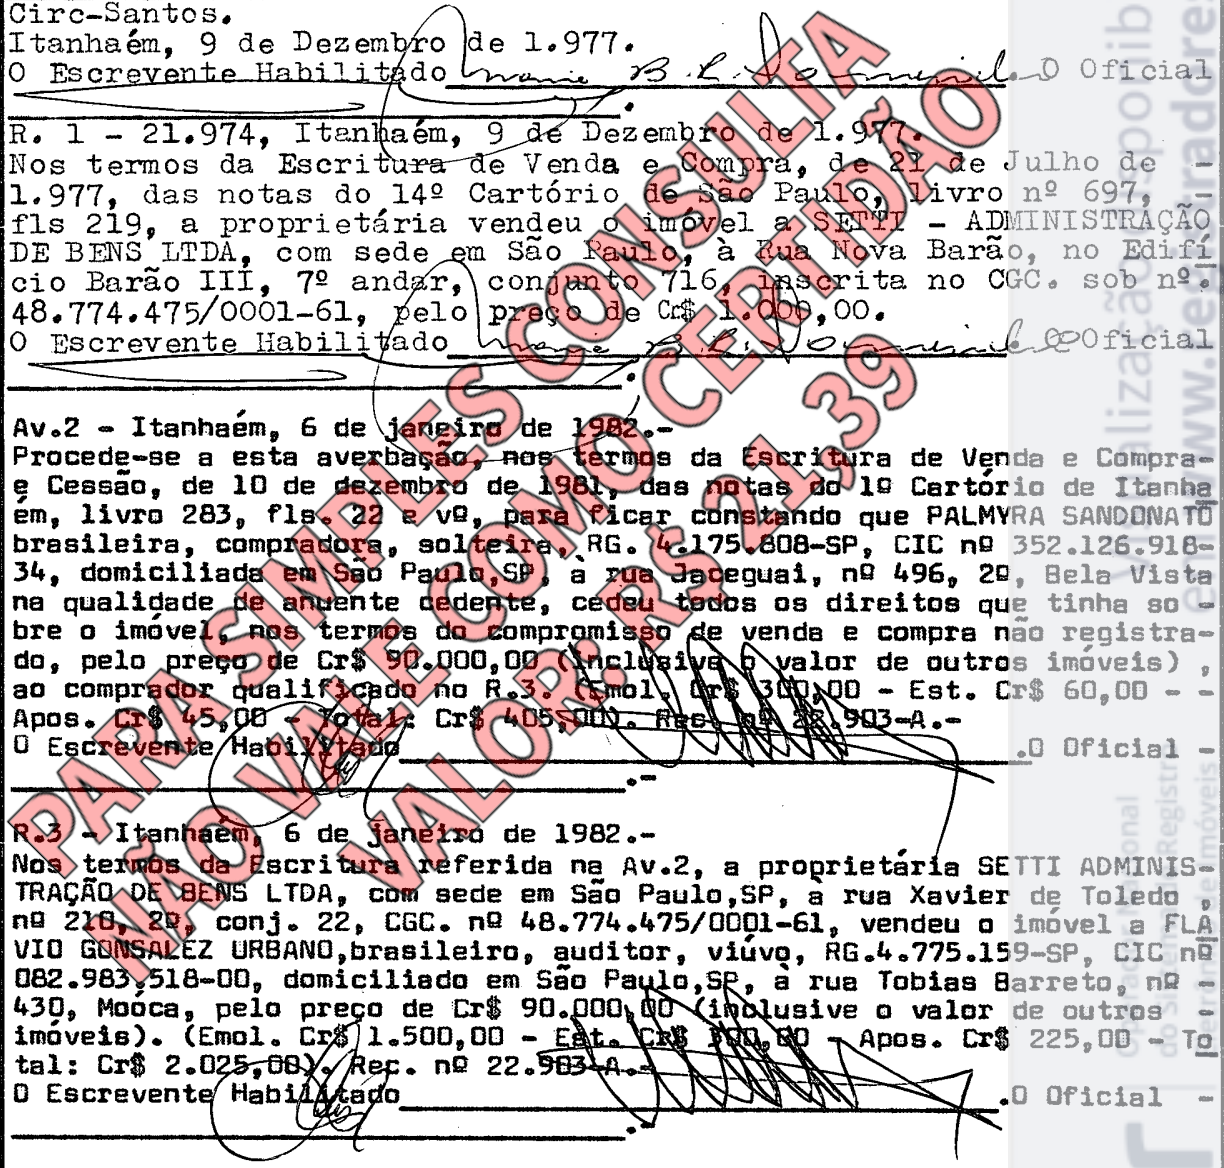 Circ-Santos.
Itanhaém, 9 de Dezembro de 1.977.
O Escrevente Habilitado . O Oficial
.
R. 1 - 21.974, Itanhaém, 9 de Dezembro de 1.977.
Nos termos da Escritura de Venda e Compra, de 21 de Julho de -
1.977, das notas do 14º Cartório de São Paulo, livro nº 697, -
fls 219, a proprietária vendeu o imóvel a SETTI - ADMINISTRAÇÃO
DE BENS LTDA, com sede em São Paulo, à Rua Nova Barão, no Edifí
cio Barão III, 7º andar, conjunto 716, inscrita no CGC. sob nº.
48.774.475/0001-61, pelo preço de Cr$ 1.000,00.
O Escrevente Habilitado O Oficial
.
Av.2 - Itanhaém, 6 de janeiro de 1982.-
Procede-se a esta averbação, nos termos da Escritura de Venda e Compra-
e Cessão, de 10 de dezembro de 1981, das notas do 1º Cartório de Itanha
em, livro 283, fls. 22 e vº, para ficar constando que PALMYRA SANDONATO
brasileira, compradora, solteira, RG. 4.175.808-SP, CIC nº 352.126.918-
34, domiciliada em São Paulo,SP, à rua Jaceguai, nº 496, 2º, Bela Vista
na qualidade de anuente cedente, cedeu todos os direitos que tinha so -
bre o imóvel, nos termos do compromisso de venda e compra não registra-
do, pelo preço de Cr$ 90.000,00 (inclusive o valor de outros imóveis) ,
ao comprador qualificado no R.3. (Emol. Cr$ 300,00 - Est. Cr$ 60,00 - -
Apos. Cr$ 45,00 - Total: Cr$ 405,00). Rec. nº 22.903-A.-
O Escrevente Habilitado .O Oficial -
.-
R.3 - Itanhaém, 6 de janeiro de 1982.-
Nos termos da Escritura referida na Av.2, a proprietária SETTI ADMINIS-
TRAÇÃO DE BENS LTDA, com sede em São Paulo,SP, à rua Xavier de Toledo ,
nº 210, 2º, conj. 22, CGC. nº 48.774.475/0001-61, vendeu o imóvel a FLA
VIO GONSALEZ URBANO,brasileiro, auditor, viúvo, RG.4.775.159-SP, CIC nº
082.983.518-00, domiciliado em São Paulo,SP, à rua Tobias Barreto, nº -
430, Moóca, pelo preço de Cr$ 90.000,00 (inclusive o valor de outros -
imóveis). (Emol. Cr$ 1.500,00 - Est. Cr$ 300,00 - Apos. Cr$ 225,00 - To
tal: Cr$ 2.025,00). Rec. nº 22.903-A.-
O Escrevente Habilitado .O Oficial -
.-
PARA SIMPLES CONSULTA
NÃO VALE COMO CERTIDÃO
VALOR: R$ 21,39